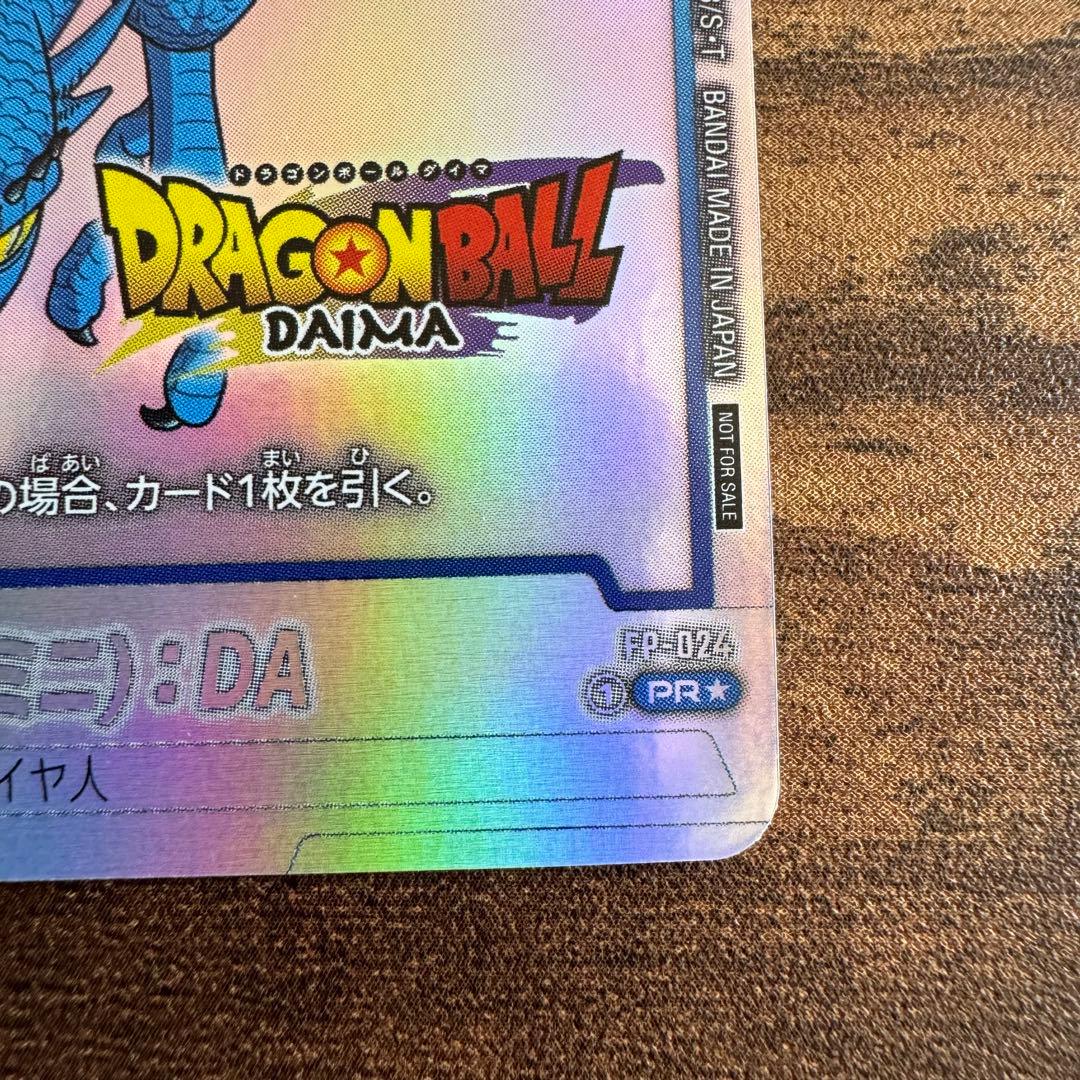 ドラゴンボール ダイマ
DRAGON BALL
DAIMA
ば あい まい ひ
の場合、カード1枚を引く。
/S・T BANDAI MADE IN JAPAN
NOT FOR SALE
ミニ):DA
FP-024
1 PR★
イヤ人